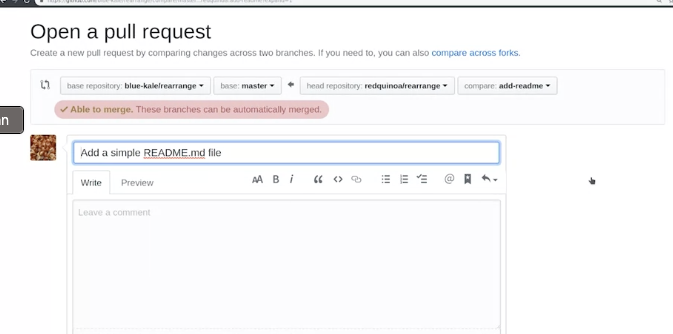 Open a pull request
Create a new pull request by comparing changes across two branches. If you need to, you can also compare across forks.
base repository: blue-kale/rearrange base: master head repository: redquinoa/rearrange compare: add-readme
Able to merge. These branches can be automatically merged.
Add a simple README.md file
Write Preview AA B i
Leave a comment